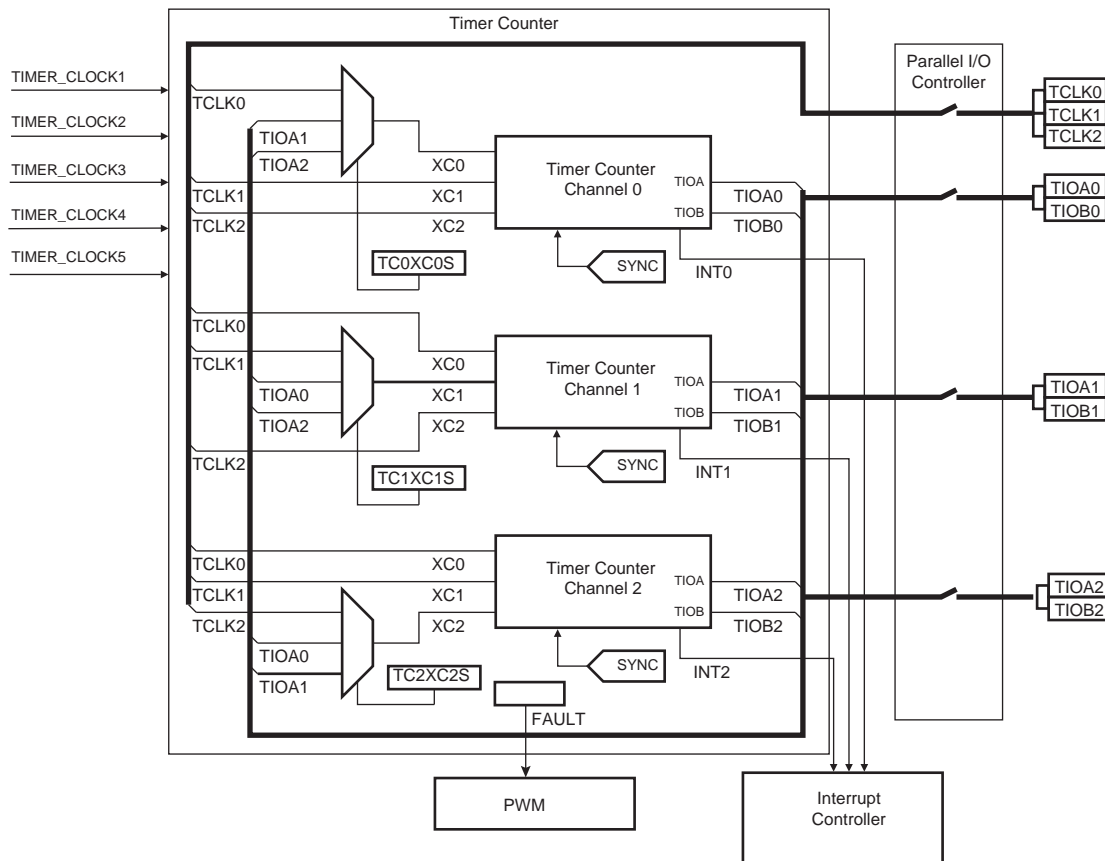 Timer Counter
Parallel I/O
Controller
TIMER_CLOCK1
TIMER_CLOCK2
TIMER_CLOCK3
TIMER_CLOCK4
TIMER_CLOCK5
TCLK0
TIOA1
TIOA2
TCLK1
TCLK2
XC0
XC1
XC2
TC0XC0S
Timer Counter
Channel 0
TIOA
TIOB
TIOA0
TIOB0
SYNC
INT0
TCLK0
TCLK1
TCLK2
TIOA0
TIOB0
TCLK0
TCLK1
TIOA0
TIOA2
TCLK2
XC0
XC1
XC2
TC1XC1S
Timer Counter
Channel 1
TIOA
TIOB
TIOA1
TIOB1
SYNC
INT1
TIOA1
TIOB1
TCLK0
TCLK1
TCLK2
TIOA0
TIOA1
XC0
XC1
XC2
TC2XC2S
Timer Counter
Channel 2
TIOA
TIOB
TIOA2
TIOB2
SYNC
INT2
TIOA2
TIOB2
FAULT
PWM
Interrupt
Controller